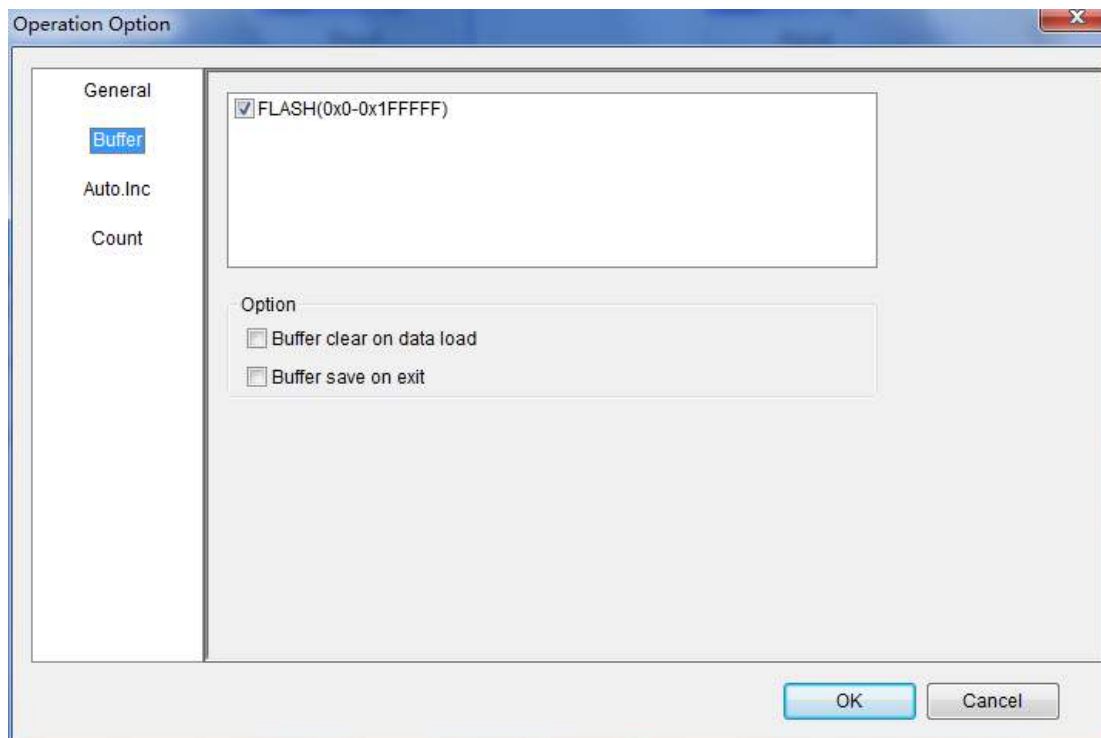 Operation Option
General
Buffer
Auto.Inc
Count
FLASH(0x0-0x1FFFFF)
Option
Buffer clear on data load
Buffer save on exit
OK
Cancel